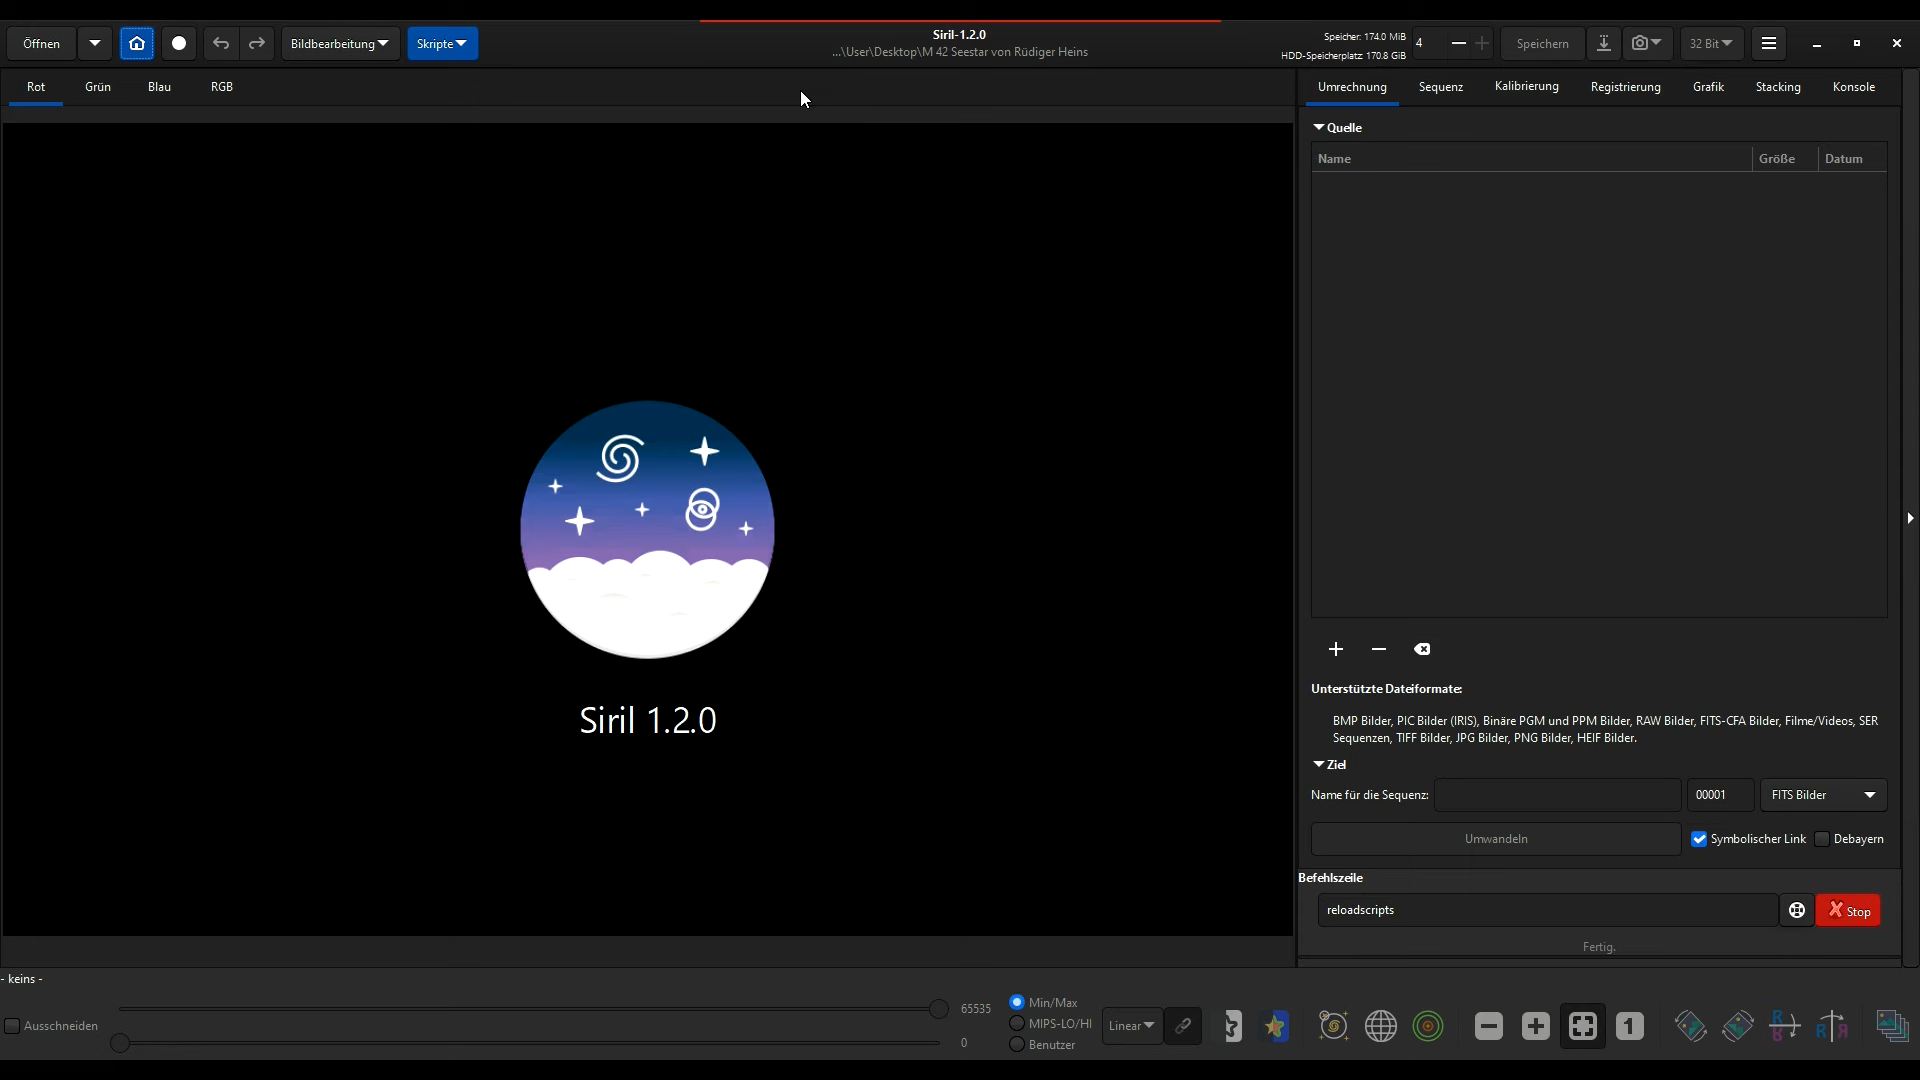 Öffnen
Bildbearbeitung
Skripte
Siril-1.2.0
...\User\Desktop\M 42 Seestar von Rüdiger Heins
Speicher: 174.0 MiB
HDD-Speicherplatz: 170.8 GiB
4
Speichern
32 Bit
Rot
Grün
Blau
RGB
Umrechnung
Sequenz
Kalibrierung
Registrierung
Grafik
Stacking
Konsole
Quelle
Name
Größe
Datum
Siril 1.2.0
Unterstützte Dateiformate:
BMP Bilder, PIC Bilder (IRIS), Binäre PGM und PPM Bilder, RAW Bilder, FITS-CFA Bilder, Filme/Videos, SER
Sequenzen, TIFF Bilder, JPG Bilder, PNG Bilder, HEIF Bilder.
Ziel
Name für die Sequenz:
00001
FITS Bilder
Umwandeln
Symbolischer Link
Debayern
Befehlszeile
reloadscripts
Stop
Fertig.
- keins -
Ausschneiden
65535
0
Min/Max
MIPS-LO/HI
Benutzer
Linear
1
R
R
R
R